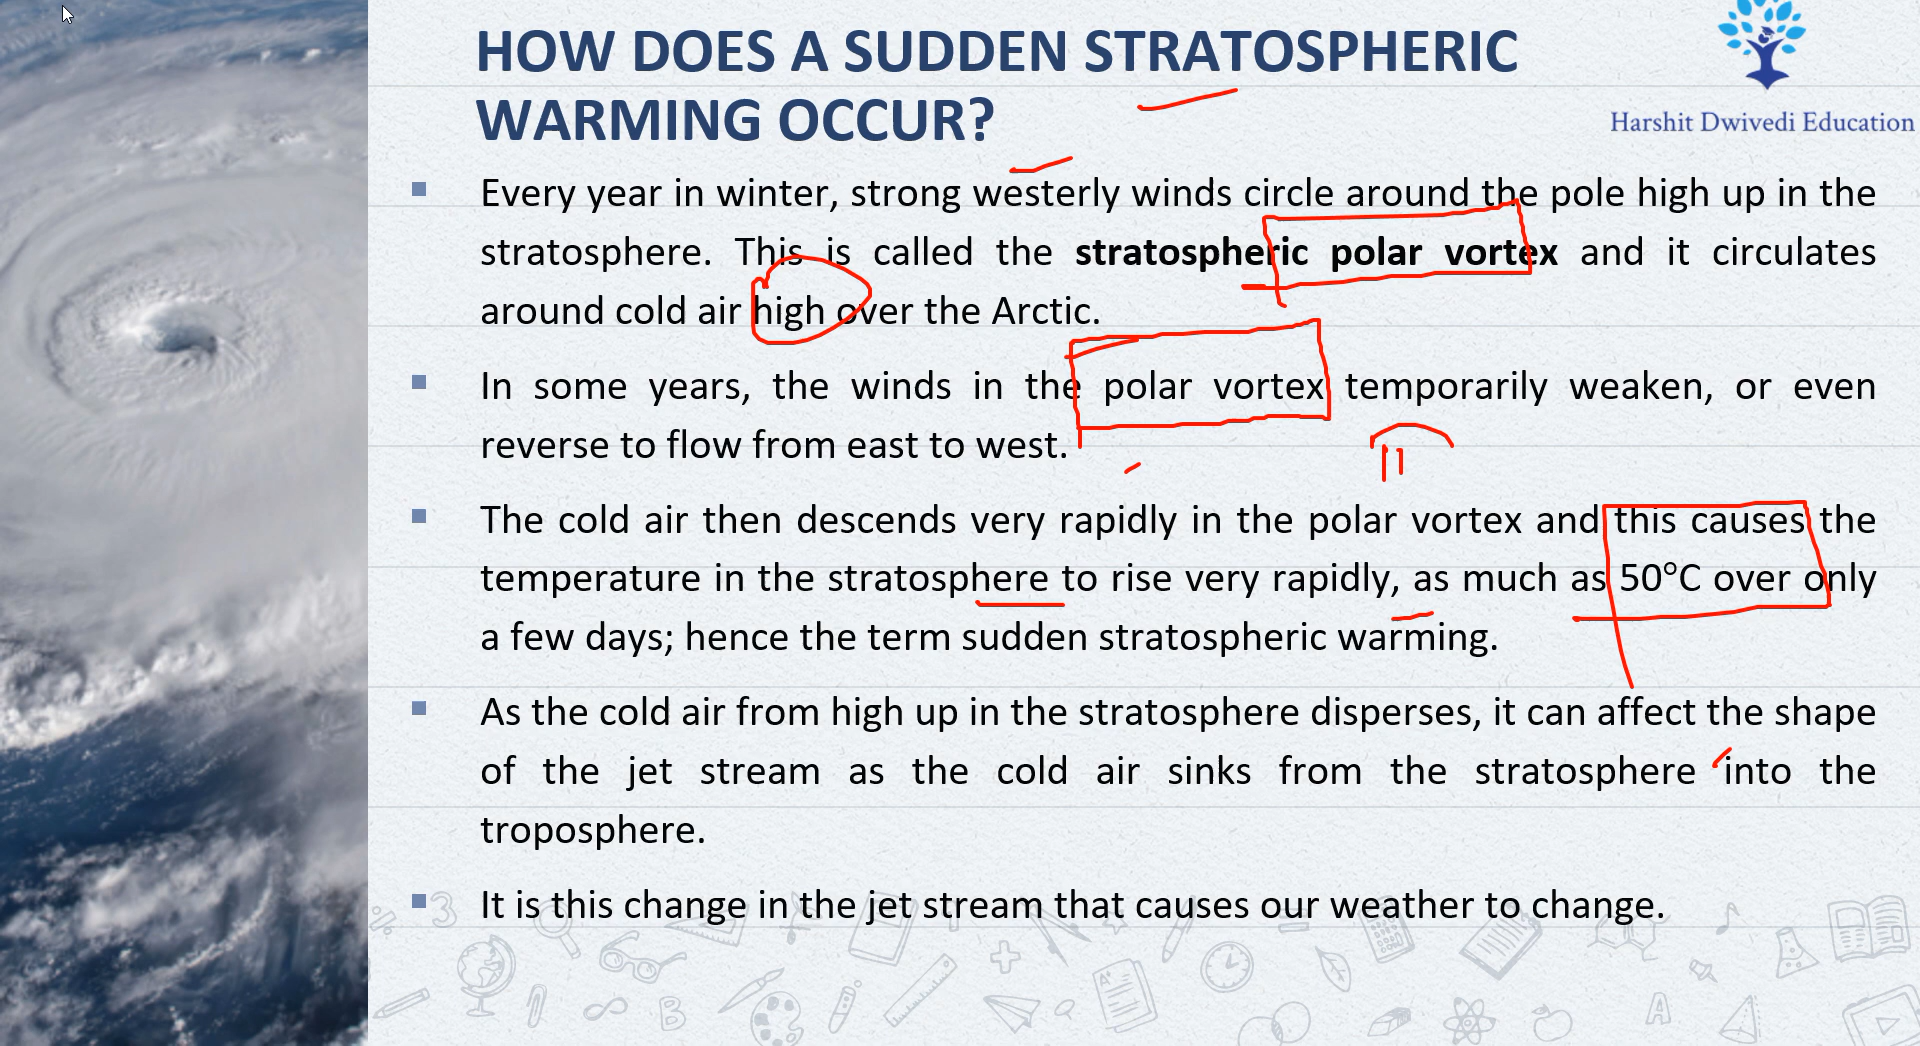 HOW DOES A SUDDEN STRATOSPHERIC
WARMING OCCUR?
Harshit Dwivedi Education
Every year in winter, strong westerly winds circle around the pole high up in the
stratosphere. This is called the stratospheric polar vortex and it circulates
around cold air high over the Arctic.
In some years, the winds in the polar vortex temporarily weaken, or even
reverse to flow from east to west.
The cold air then descends very rapidly in the polar vortex and this causes the
temperature in the stratosphere to rise very rapidly, as much as 50°C over only
a few days; hence the term sudden stratospheric warming.
As the cold air from high up in the stratosphere disperses, it can affect the shape
of the jet stream as the cold air sinks from the stratosphere into the
troposphere.
It is this change in the jet stream that causes our weather to change.